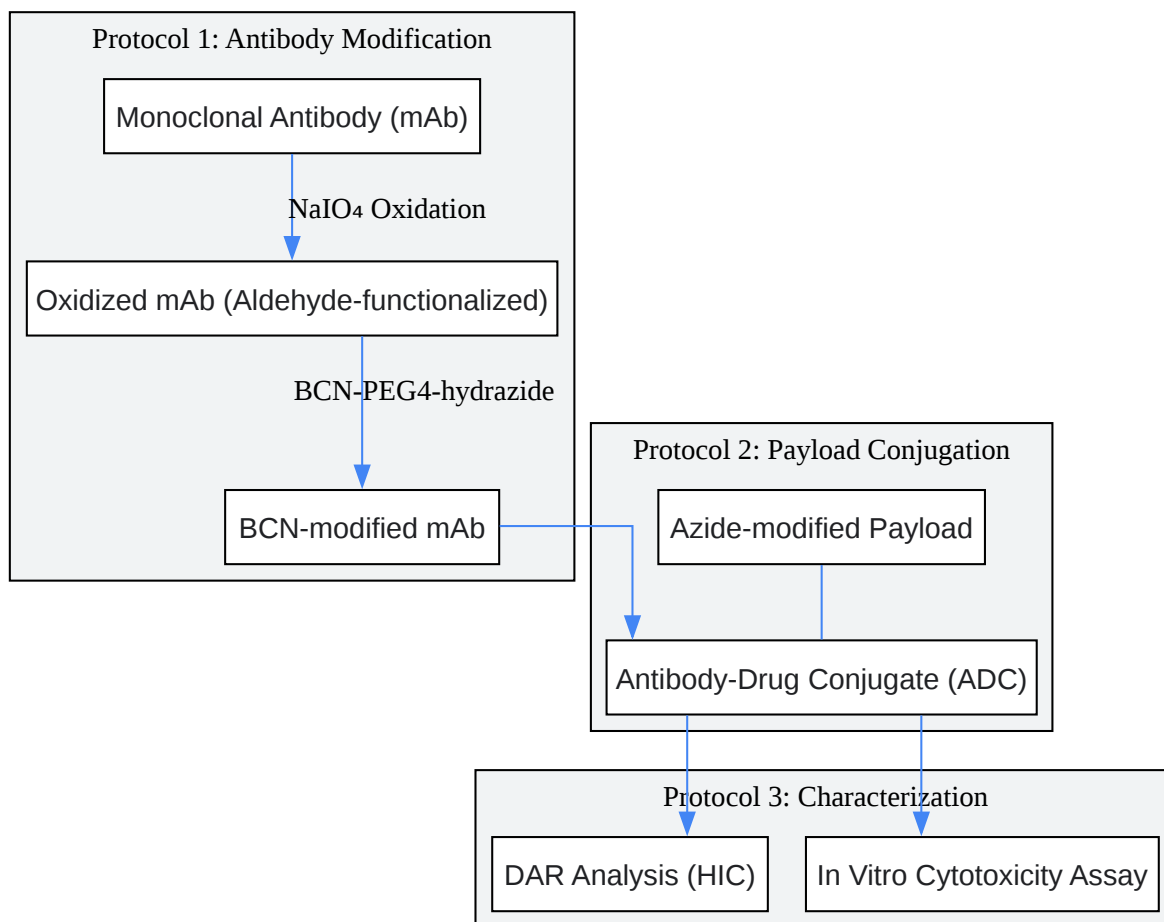 Protocol 1: Antibody Modification
Monoclonal Antibody (mAb)
NaIO₄ Oxidation
Oxidized mAb (Aldehyde-functionalized)
BCN-PEG4-hydrazide
BCN-modified mAb
Protocol 2: Payload Conjugation
Azide-modified Payload
Antibody-Drug Conjugate (ADC)
Protocol 3: Characterization
DAR Analysis (HIC)
In Vitro Cytotoxicity Assay